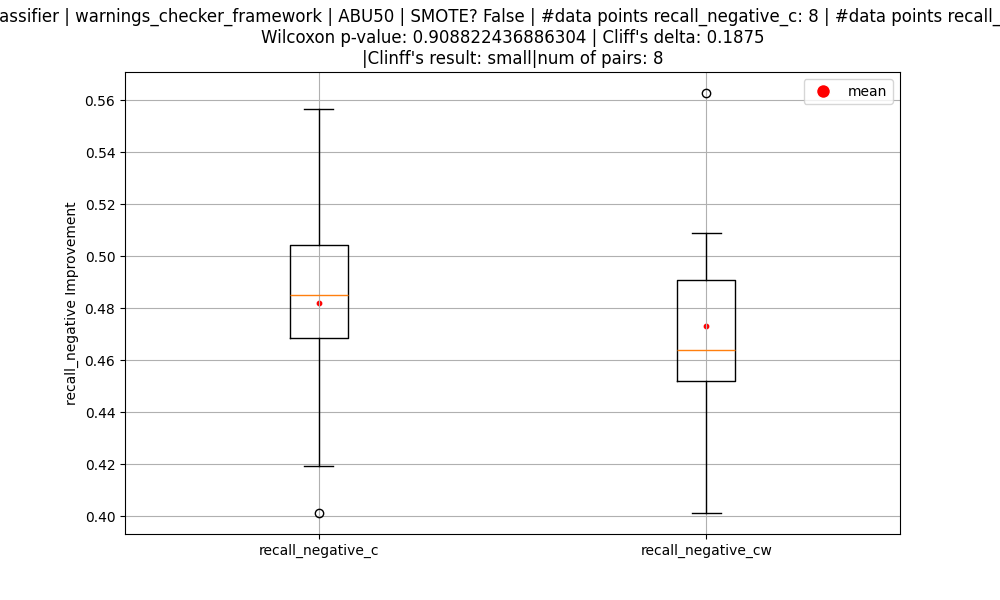 assifier | warnings_checker_framework | ABU50 | SMOTE? False | #data points recall_negative_c: 8 | #data points recall_
Wilcoxon p-value: 0.908822436886304 | Cliff's delta: 0.1875
|Clinff's result: small|num of pairs: 8
mean
0.56
0.54
0.52
0.50
0.48
0.46
0.44
0.42
0.40
recall_negative Improvement
recall_negative_c
recall_negative_cw